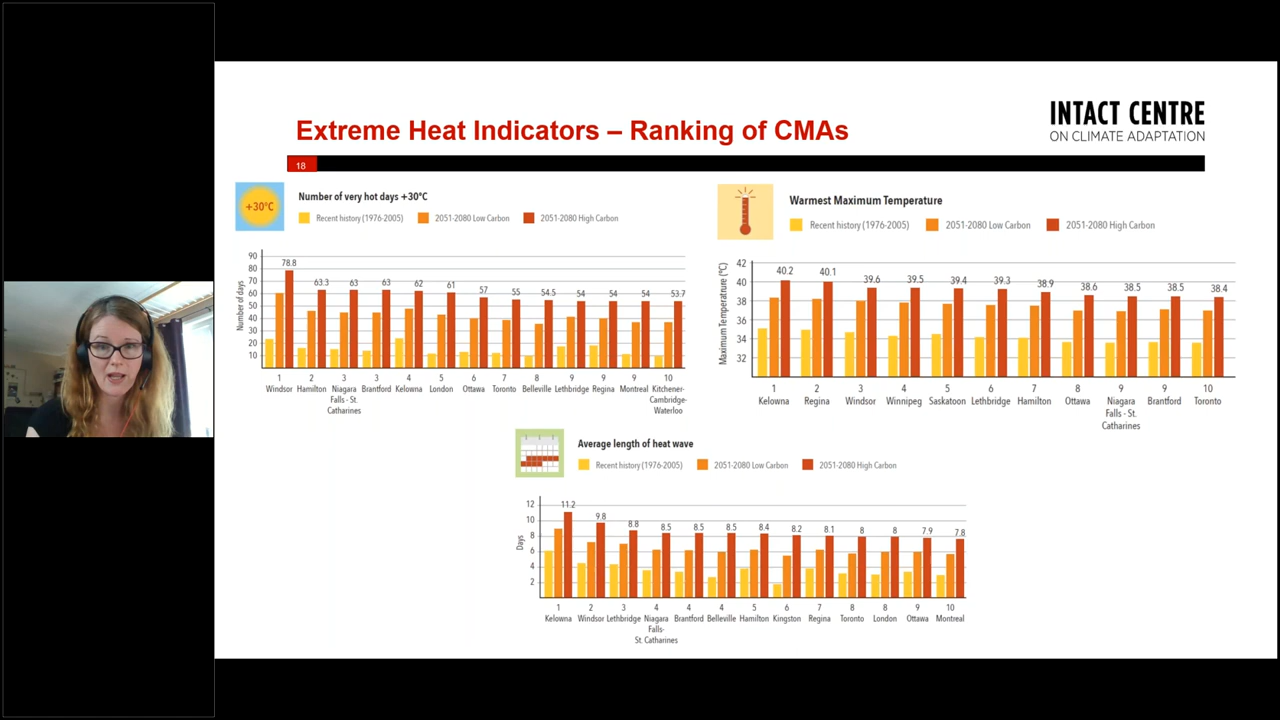 Extreme Heat Indicators – Ranking of CMAs
INTACT CENTRE
ON CLIMATE ADAPTATION
18
+30°C
Number of very hot days +30°C
Recent history (1976-2005) 2051-2080 Low Carbon 2051-2080 High Carbon
Number of days
90
80
70
60
50
40
30
20
10
78.8 63.3 63 63 62 61 57 55 54.5 54 54 54 53.7
1 2 3 3 4 5 6 7 8 9 9 9 10
Windsor Hamilton Niagara Brantford Kelowna London Ottawa Toronto Belleville Lethbridge Regina Montreal Kitchener-
Falls - St. Cambridge-
Catharines Waterloo
Warmest Maximum Temperature
Recent history (1976-2005) 2051-2080 Low Carbon 2051-2080 High Carbon
Maximum Temperatrure (°C)
42
40
38
36
34
32
40.2 40.1 39.6 39.5 39.4 39.3 38.9 38.6 38.5 38.5 38.4
1 2 3 4 5 6 7 8 9 9 10
Kelowna Regina Windsor Winnipeg Saskatoon Lethbridge Hamilton Ottawa Niagara Brantford Toronto
Falls - St.
Catharines
Average length of heat wave
Recent history (1976-2005) 2051-2080 Low Carbon 2051-2080 High Carbon
Days
12
10
8
6
4
2
11.2 9.8 8.8 8.5 8.5 8.5 8.4 8.2 8.1 8 8 7.9 7.8
1 2 3 4 4 4 5 6 7 8 8 9 10
Kelowna Windsor Lethbridge Niagara Brantford Belleville Hamilton Kingston Regina Toronto London Ottawa Montreal
Falls-
St. Catharines